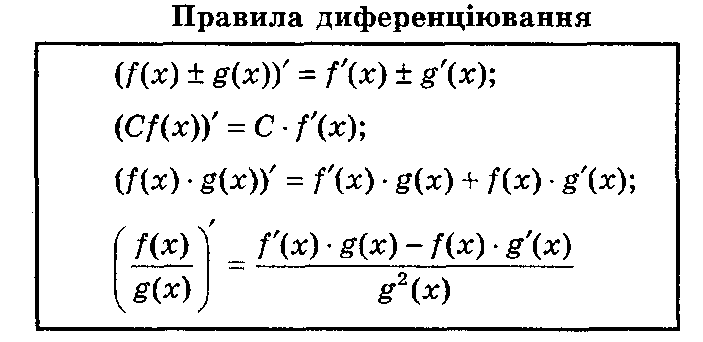 Правила диференціювання
(f(x) ± g(x))′ = f′(x) ± g′(x);
(Cf(x))′ = C · f′(x);
(f(x) · g(x))′ = f′(x) · g(x) + f(x) · g′(x);
(f(x)/g(x))′ = (f′(x) · g(x) – f(x) · g′(x))/g²(x)